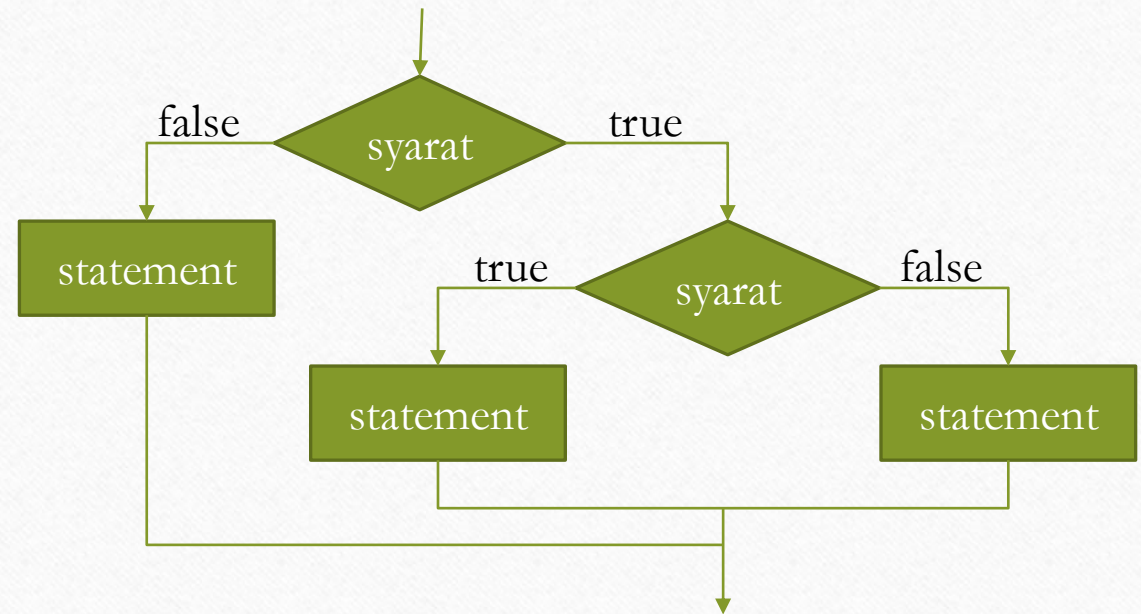 false
true
syarat
statement
true
false
syarat
statement
statement